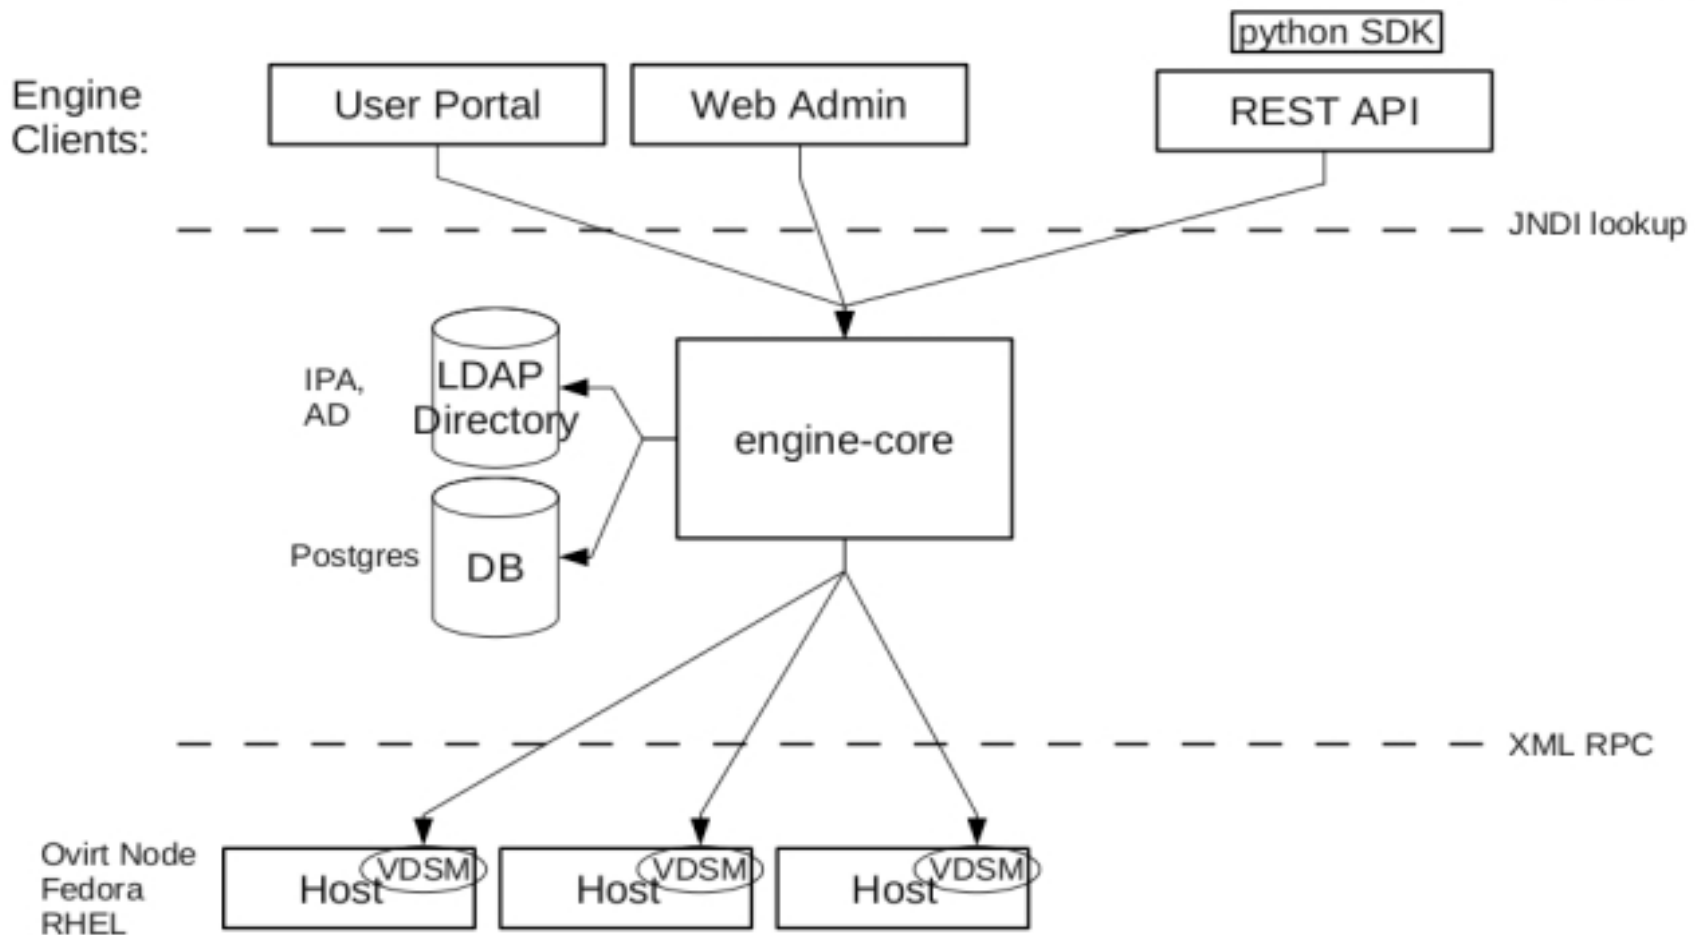 python SDK
Engine
Clients:
User Portal
Web Admin
REST API
JNDI lookup
IPA,
AD
LDAP
Directory
engine-core
Postgres
DB
XML RPC
Ovirt Node
Fedora
RHEL
Host
VDSM
Host
VDSM
Host
VDSM